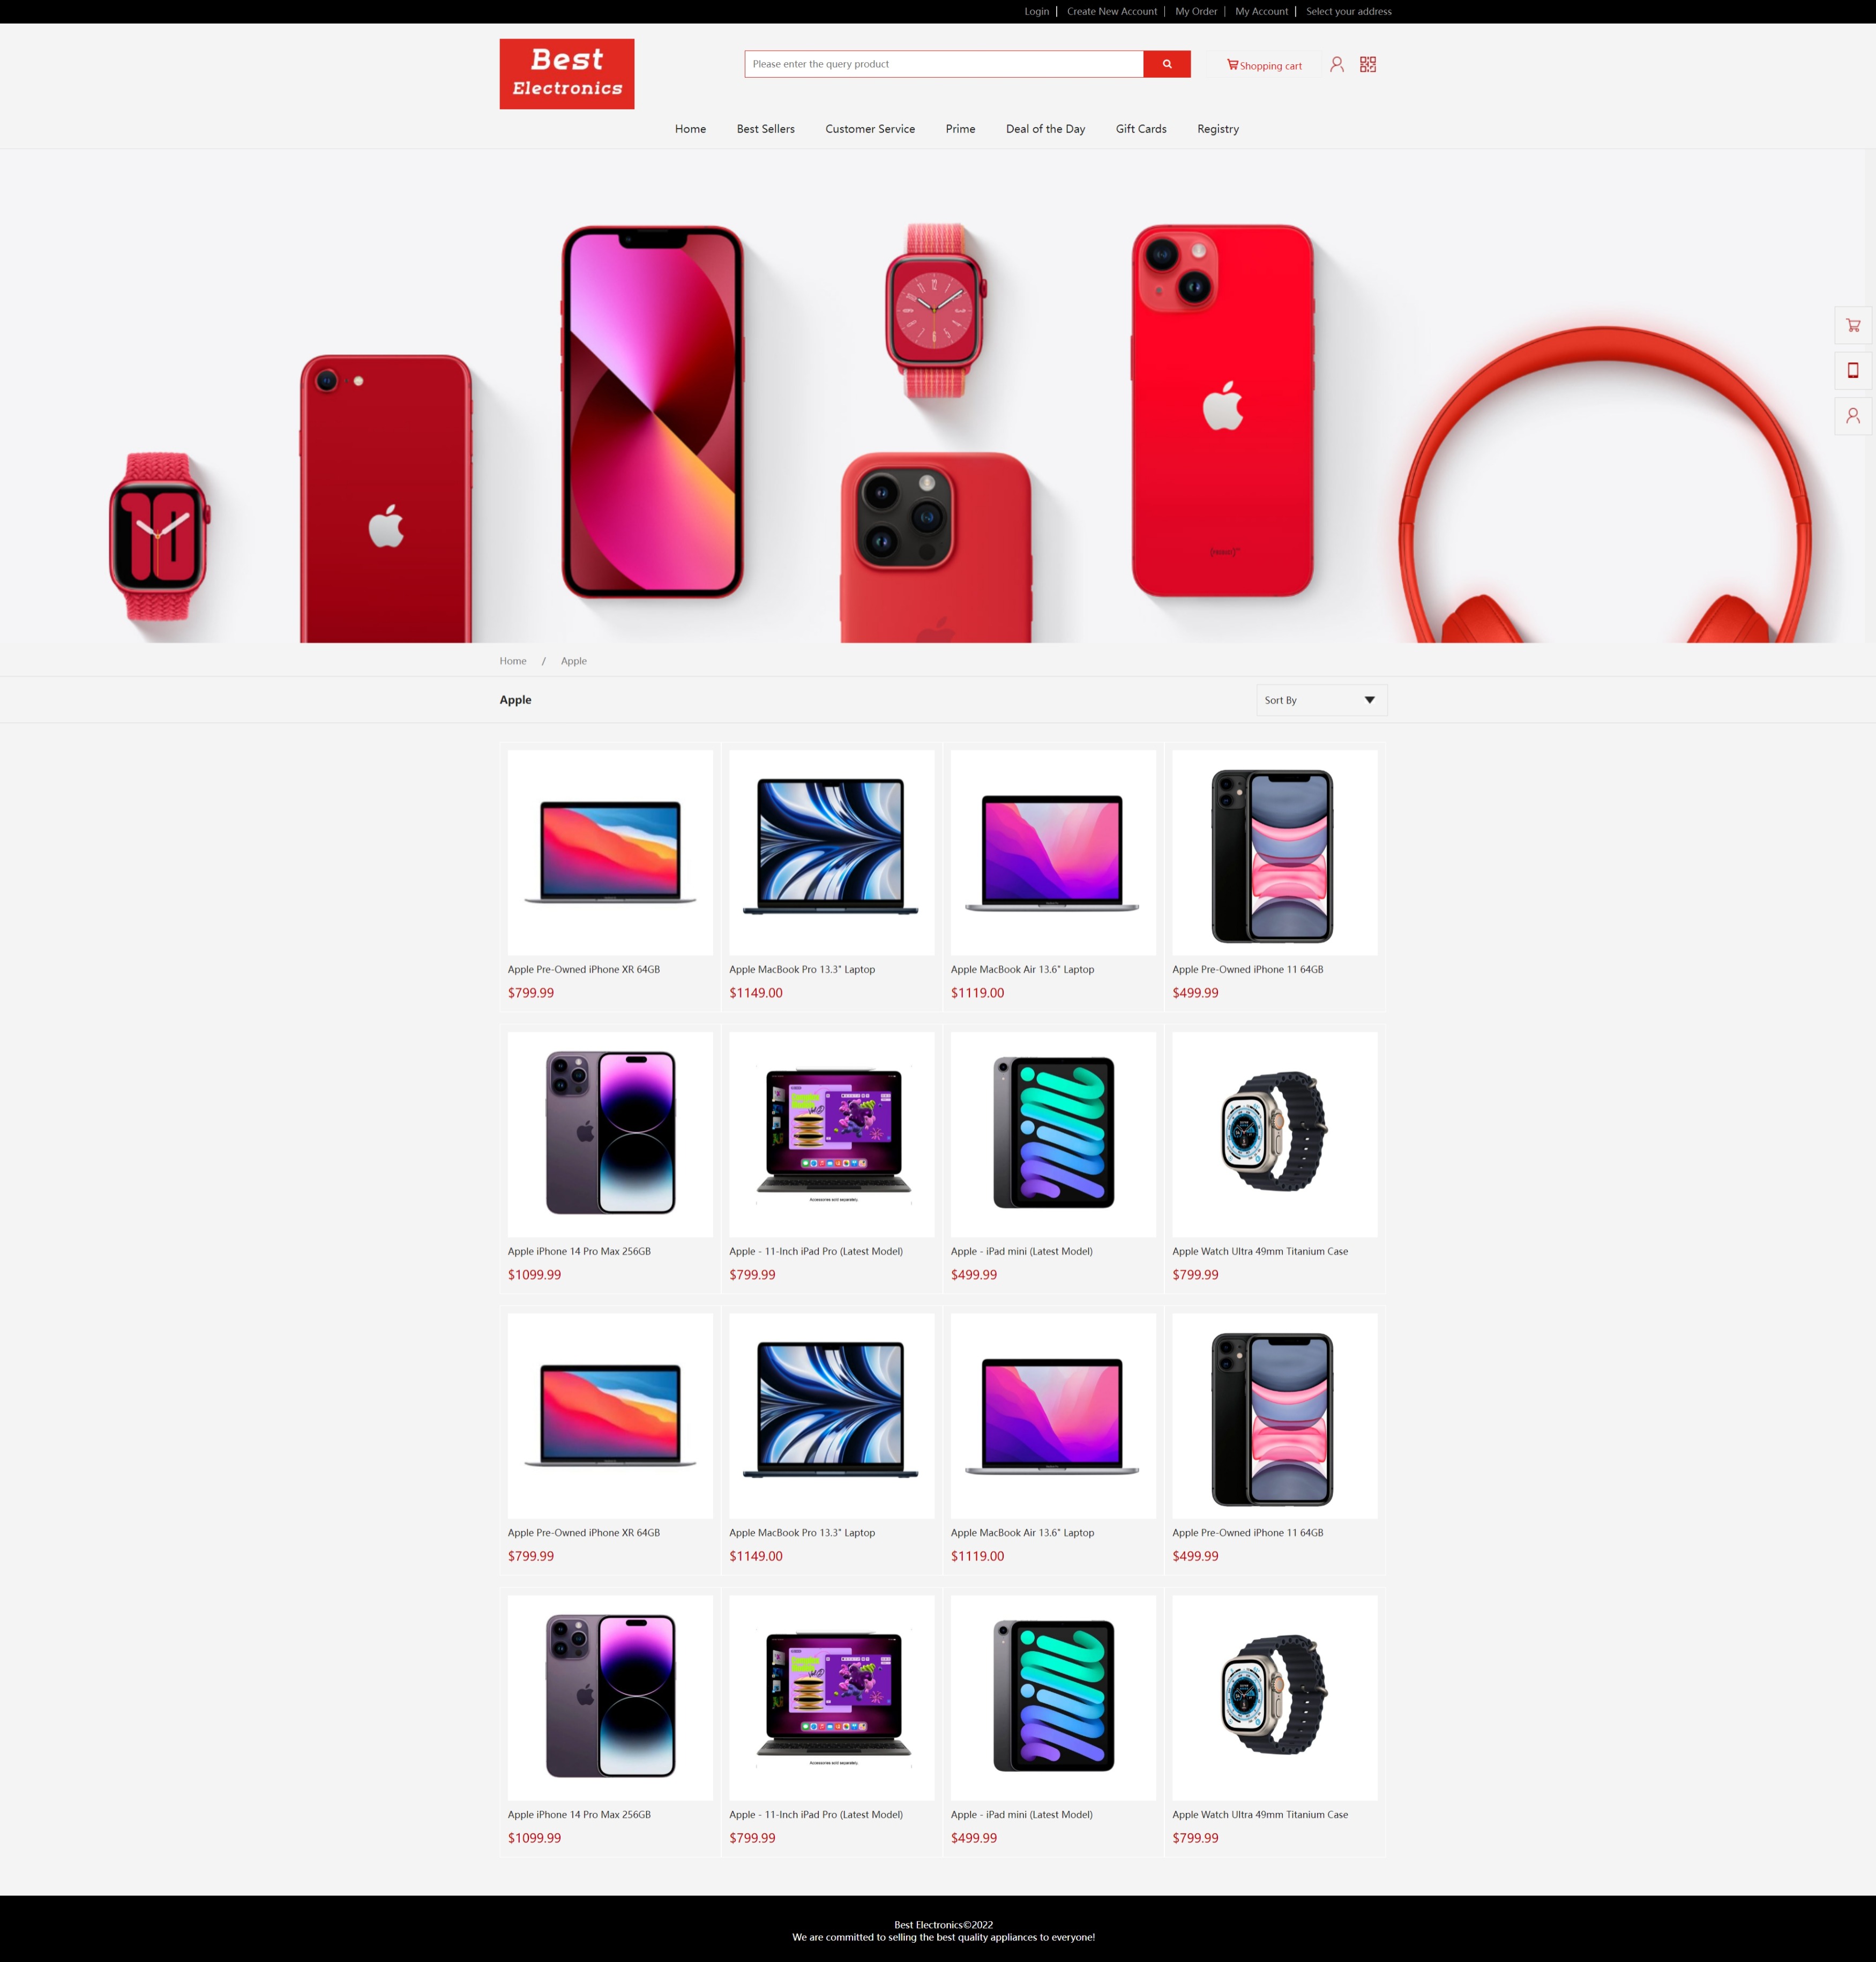 Login | Create New Account | My Order | My Account | Select your address
Best
Electronics
Please enter the query product
Shopping cart
Home Best Sellers Customer Service Prime Deal of the Day Gift Cards Registry
10
Home / Apple
Apple
Sort By
Apple Pre-Owned iPhone XR 64GB
$799.99
Apple MacBook Pro 13.3" Laptop
$1149.00
Apple MacBook Air 13.6" Laptop
$1119.00
Apple Pre-Owned iPhone 11 64GB
$499.99
Accessories sold separately.
Apple iPhone 14 Pro Max 256GB
$1099.99
Apple - 11-Inch iPad Pro (Latest Model)
$799.99
Apple - iPad mini (Latest Model)
$499.99
Apple Watch Ultra 49mm Titanium Case
$799.99
Apple Pre-Owned iPhone XR 64GB
$799.99
Apple MacBook Pro 13.3" Laptop
$1149.00
Apple MacBook Air 13.6" Laptop
$1119.00
Apple Pre-Owned iPhone 11 64GB
$499.99
Accessories sold separately.
Apple iPhone 14 Pro Max 256GB
$1099.99
Apple - 11-Inch iPad Pro (Latest Model)
$799.99
Apple - iPad mini (Latest Model)
$499.99
Apple Watch Ultra 49mm Titanium Case
$799.99
Best Electronics©2022
We are committed to selling the best quality appliances to everyone!